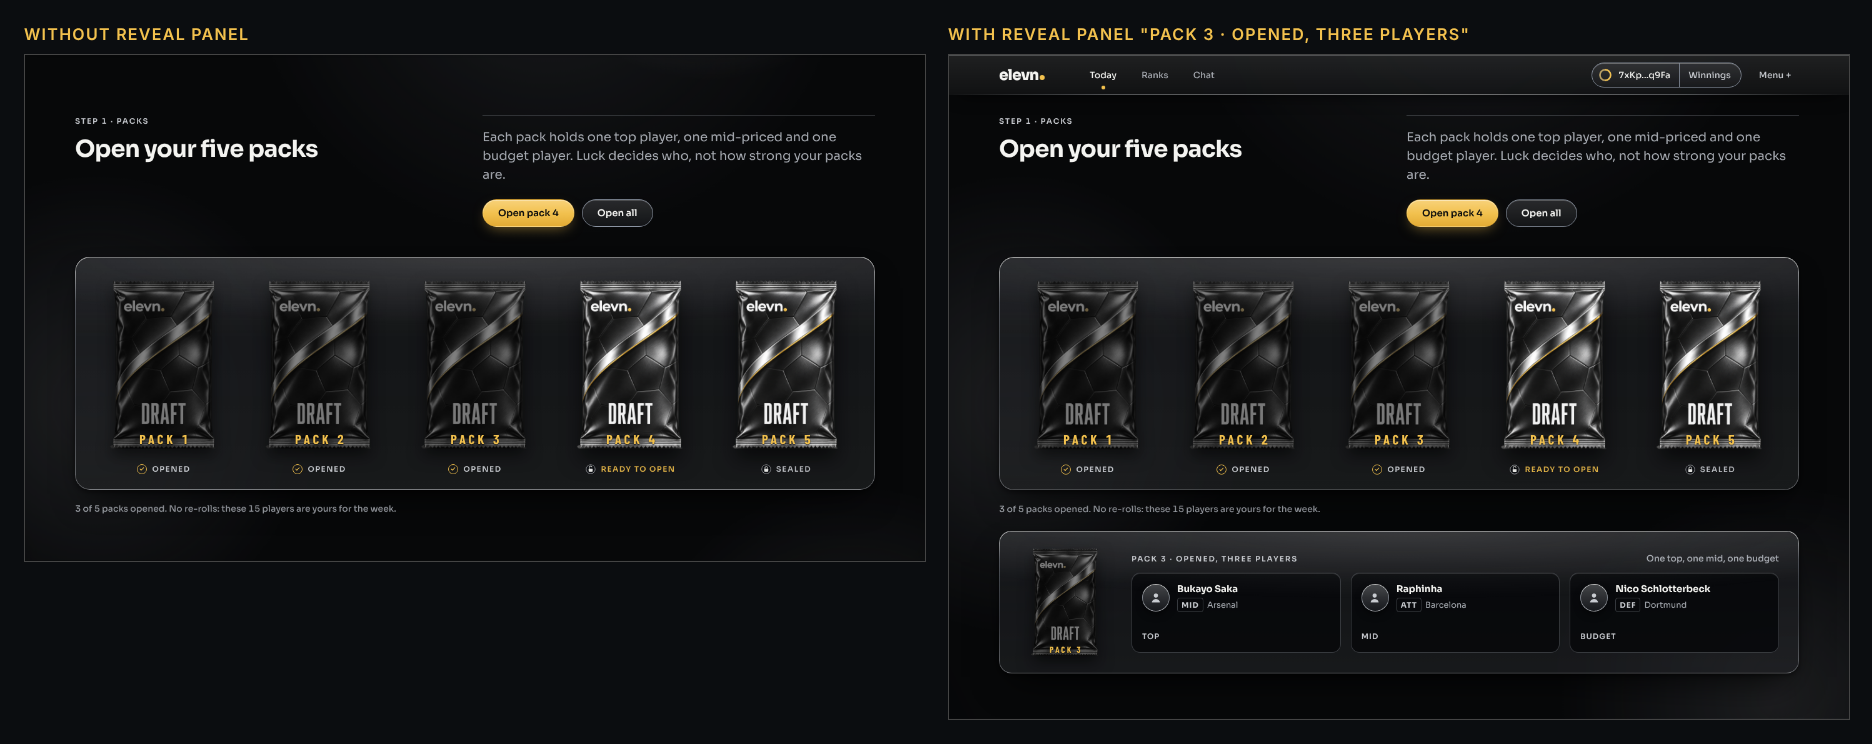 WITHOUT REVEAL PANEL
STEP 1 · PACKS
Open your five packs
Each pack holds one top player, one mid-priced and one
budget player. Luck decides who, not how strong your packs
are.
Open pack 4
Open all
elevn. elevn. elevn. elevn. elevn.
DRAFT DRAFT DRAFT DRAFT DRAFT
PACK 1 PACK 2 PACK 3 PACK 4 PACK 5
OPENED OPENED OPENED READY TO OPEN SEALED
3 of 5 packs opened. No re-rolls: these 15 players are yours for the week.
WITH REVEAL PANEL "PACK 3 · OPENED, THREE PLAYERS"
elevn. Today Ranks Chat 7xKp...q9Fa Winnings Menu +
STEP 1 · PACKS
Open your five packs
Each pack holds one top player, one mid-priced and one
budget player. Luck decides who, not how strong your packs
are.
Open pack 4
Open all
elevn. elevn. elevn. elevn. elevn.
DRAFT DRAFT DRAFT DRAFT DRAFT
PACK 1 PACK 2 PACK 3 PACK 4 PACK 5
OPENED OPENED OPENED READY TO OPEN SEALED
3 of 5 packs opened. No re-rolls: these 15 players are yours for the week.
elevn.
DRAFT
PACK 3
PACK 3 · OPENED, THREE PLAYERS
One top, one mid, one budget
Bukayo Saka
MID Arsenal
TOP
Raphinha
ATT Barcelona
MID
Nico Schlotterbeck
DEF Dortmund
BUDGET